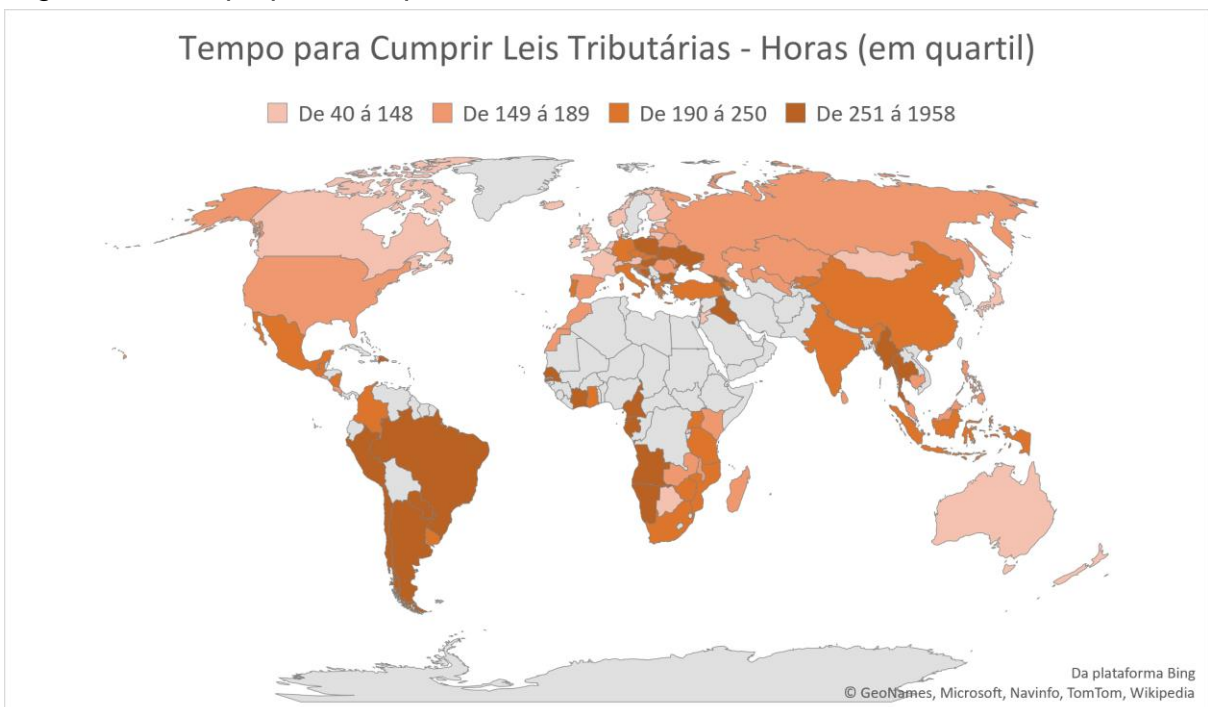 Tempo para Cumprir Leis Tributárias - Horas (em quartil)
De 40 á 148 De 149 á 189 De 190 á 250 De 251 á 1958
Da plataforma Bing
© GeoNames, Microsoft, Navinfo, TomTom, Wikipedia